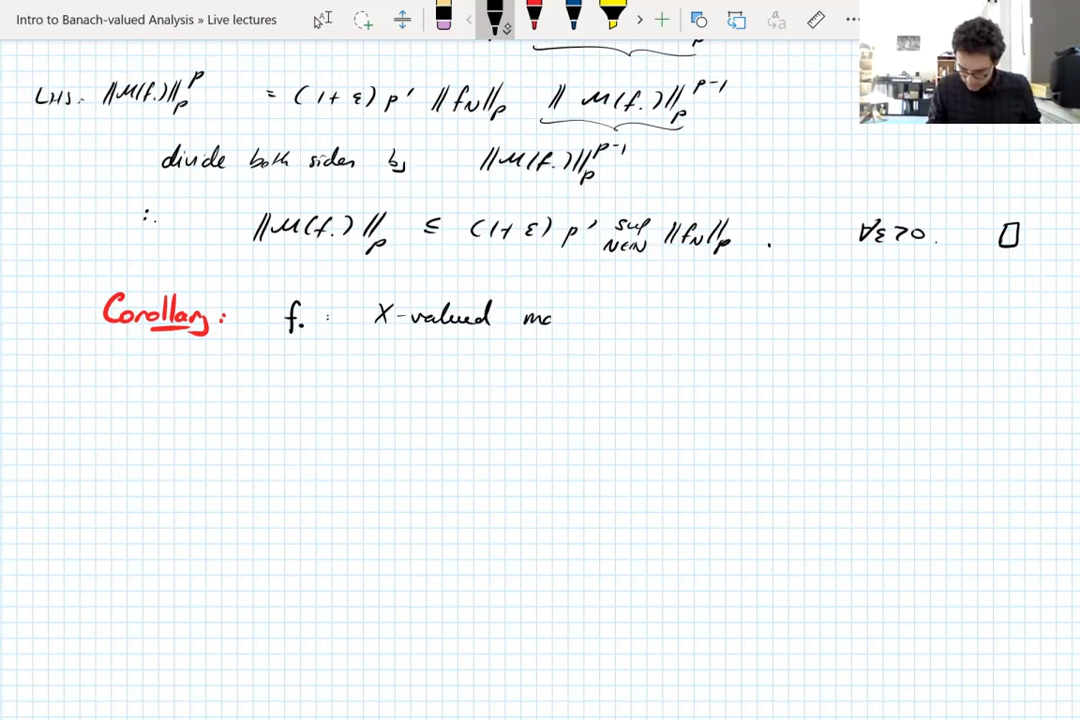 Intro to Banach-valued Analysis » Live lectures
LHS. ||M(f.)||_p^p = (1+ε) p' ||f_N||_p ||M(f.)||_p^{p-1}
divide both sides by ||M(f.)||_p^{p-1}
∴ ||M(f.)||_p ≤ (1+ε) p' sup_{N∈ℕ} ||f_N||_p . ∀ε>0. □
Corollary: f. : X-valued ma